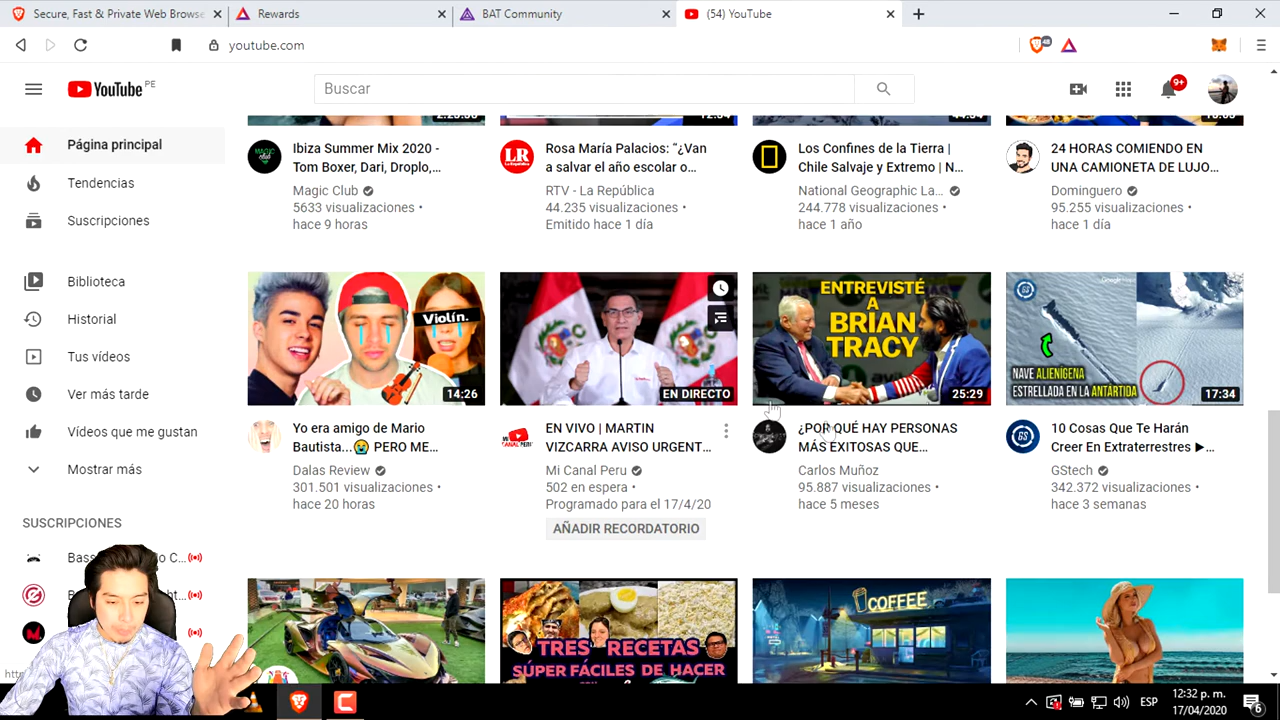 Secure, Fast & Private Web Browse
Rewards
BAT Community
(54) YouTube
youtube.com
48
YouTube PE
Buscar
9+
Página principal
Tendencias
Suscripciones
Biblioteca
Historial
Tus vídeos
Ver más tarde
Vídeos que me gustan
Mostrar más
SUSCRIPCIONES
Ibiza Summer Mix 2020 -
Tom Boxer, Dari, Droplo,...
Magic Club
5633 visualizaciones •
hace 9 horas
LR
Rosa María Palacios: “¿Van
a salvar el año escolar o...
RTV - La República
44.235 visualizaciones •
Emitido hace 1 día
Los Confines de la Tierra |
Chile Salvaje y Extremo | N...
National Geographic La...
244.778 visualizaciones •
hace 1 año
24 HORAS COMIENDO EN
UNA CAMIONETA DE LUJO...
Dominguero
95.255 visualizaciones •
hace 1 día
Violín.
14:26
Yo era amigo de Mario
Bautista...😭 PERO ME...
Dalas Review
301.501 visualizaciones •
hace 20 horas
EN DIRECTO
EN VIVO | MARTIN
VIZCARRA AVISO URGENT...
Mi Canal Peru
502 en espera •
Programado para el 17/4/20
AÑADIR RECORDATORIO
ENTREVISTÉ
A
BRIAN
TRACY
25:29
¿POR QUÉ HAY PERSONAS
MÁS EXITOSAS QUE...
Carlos Muñoz
95.887 visualizaciones •
hace 5 meses
GS
NAVE ALIENÍGENA
ESTRELLADA EN LA ANTÁRTIDA
17:34
GS
10 Cosas Que Te Harán
Creer En Extraterrestres ▶...
GStech
342.372 visualizaciones •
hace 3 semanas
TRES RECETAS
SÚPER FÁCILES DE HACER
COFFEE
ESP
12:32 p. m.
17/04/2020
6